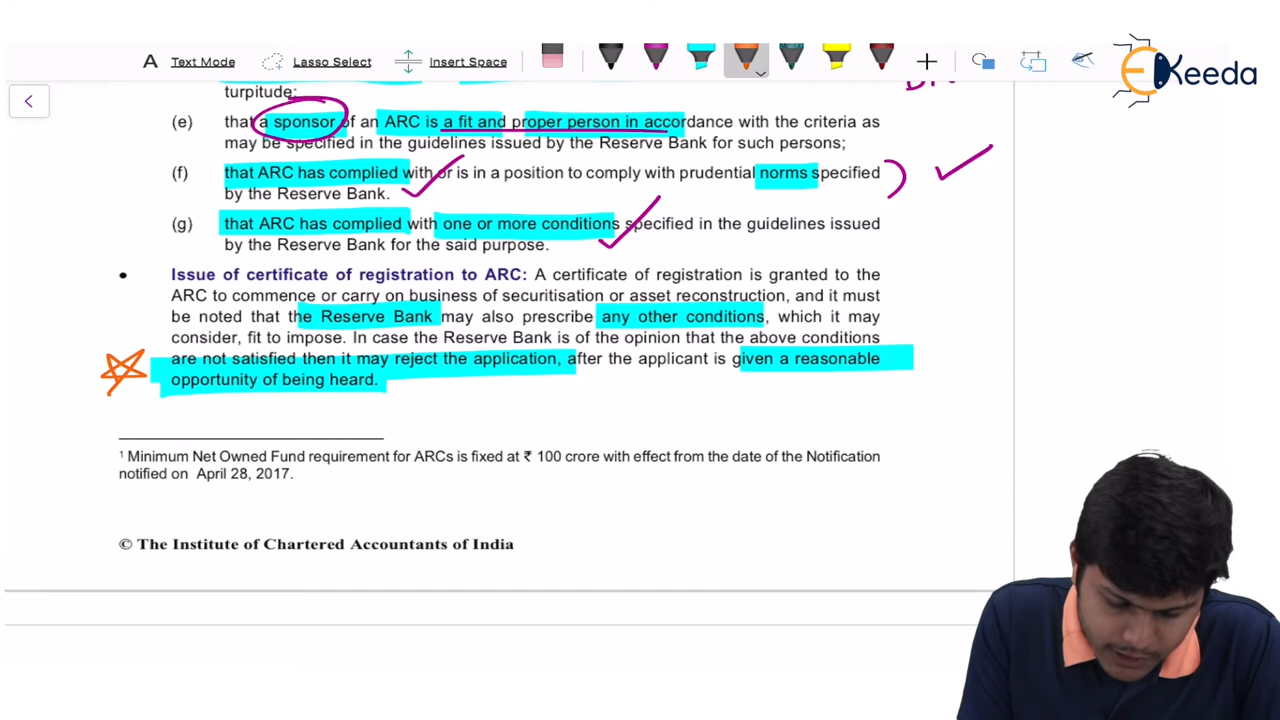 Text Mode
Lasso Select
Insert Space
Keeda
turpitude;
(e) that a sponsor of an ARC is a fit and proper person in accordance with the criteria as
may be specified in the guidelines issued by the Reserve Bank for such persons;
(f) that ARC has complied with or is in a position to comply with prudential norms specified
by the Reserve Bank.
(g) that ARC has complied with one or more conditions specified in the guidelines issued
by the Reserve Bank for the said purpose.
• Issue of certificate of registration to ARC: A certificate of registration is granted to the
ARC to commence or carry on business of securitisation or asset reconstruction, and it must
be noted that the Reserve Bank may also prescribe any other conditions, which it may
consider, fit to impose. In case the Reserve Bank is of the opinion that the above conditions
are not satisfied then it may reject the application, after the applicant is given a reasonable
opportunity of being heard.
¹ Minimum Net Owned Fund requirement for ARCs is fixed at ₹ 100 crore with effect from the date of the Notification
notified on April 28, 2017.
© The Institute of Chartered Accountants of India